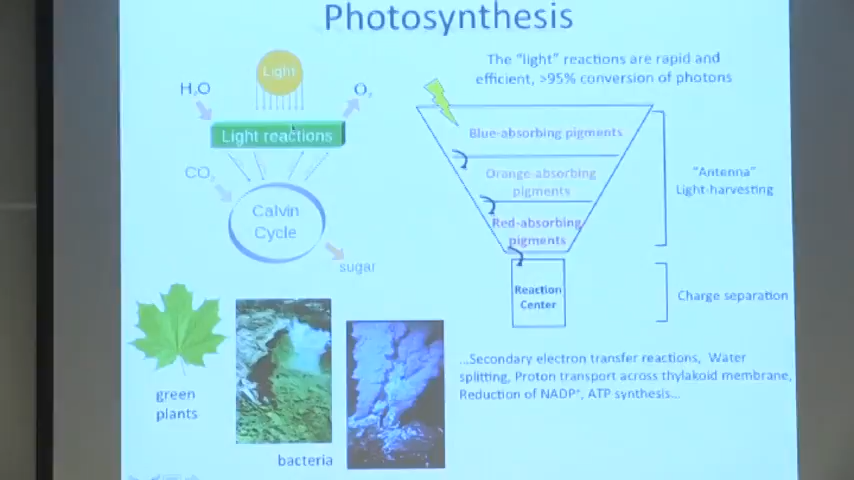 Photosynthesis
Light
H₂O
O₂
Light reactions
CO₂
Calvin
Cycle
sugar
green
plants
bacteria
The "light" reactions are rapid and
efficient, >95% conversion of photons
Blue-absorbing pigments
Orange-absorbing
pigments
Red-absorbing
pigments
"Antenna"
Light-harvesting
Reaction
Center
Charge separation
...Secondary electron transfer reactions, Water
splitting, Proton transport across thylakoid membrane,
Reduction of NADP⁺, ATP synthesis...